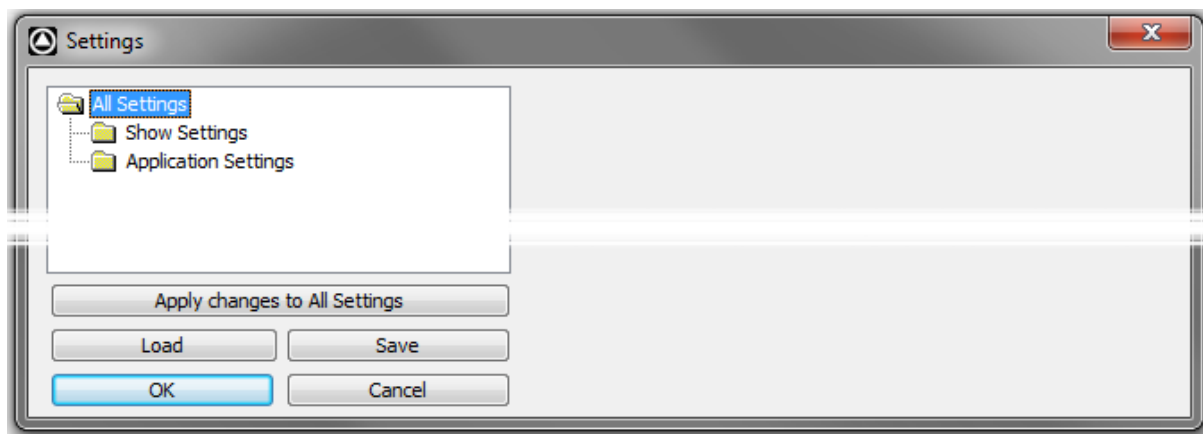 Settings
All Settings
Show Settings
Application Settings
Apply changes to All Settings
Load Save
OK Cancel